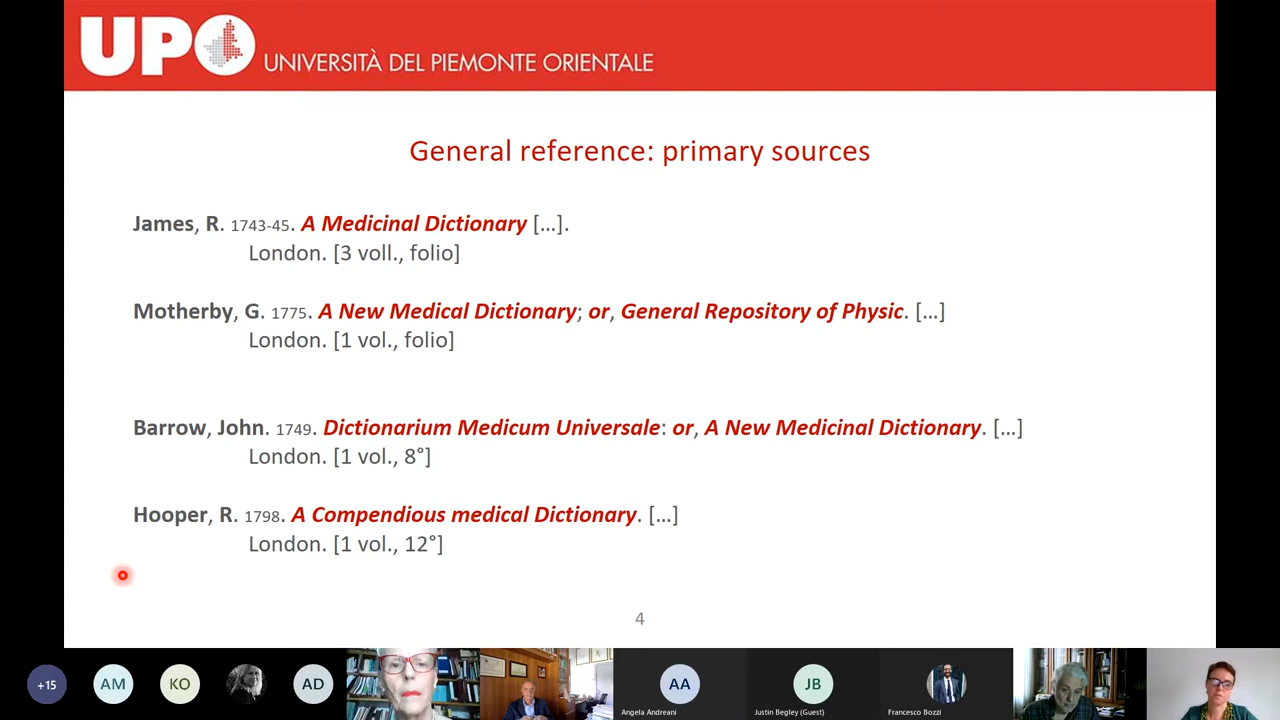 UPO UNIVERSITÀ DEL PIEMONTE ORIENTALE
General reference: primary sources
James, R. 1743-45. A Medicinal Dictionary [...].
London. [3 voll., folio]
Motherby, G. 1775. A New Medical Dictionary; or, General Repository of Physic. [...]
London. [1 vol., folio]
Barrow, John. 1749. Dictionarium Medicum Universale: or, A New Medicinal Dictionary. [...]
London. [1 vol., 8°]
Hooper, R. 1798. A Compendious medical Dictionary. [...]
London. [1 vol., 12°]
4
+15 AM KO AD AA JB
Angela Andreani Justin Begley (Guest) Francesco Bozzi